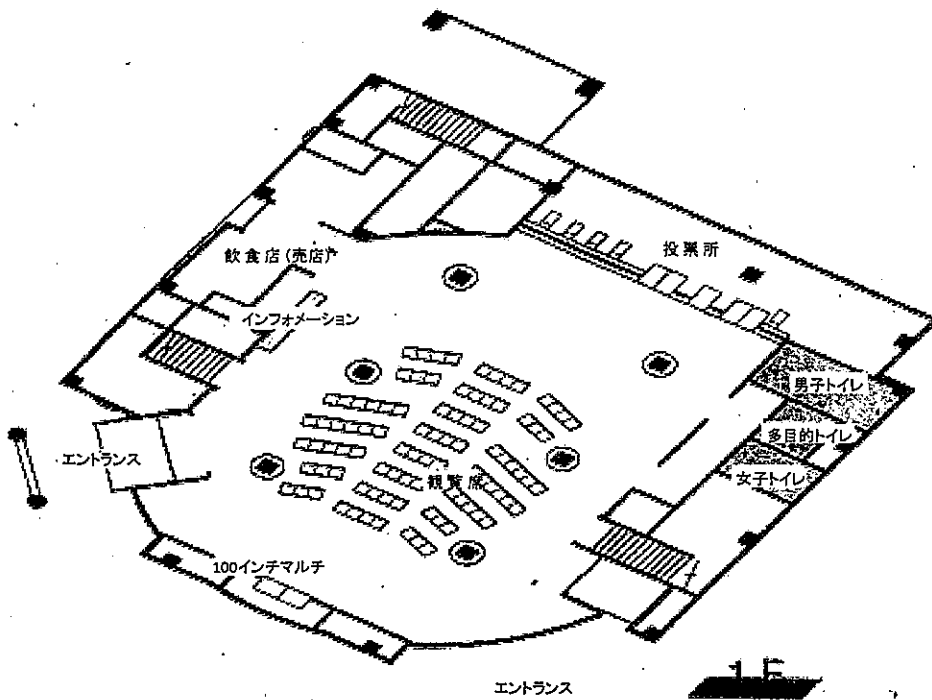 投票所
飲食店(売店)
インフォメーション
男子トイレ
多目的トイレ
エントランス
女子トイレ
観覧席
100インチマルチ
エントランス